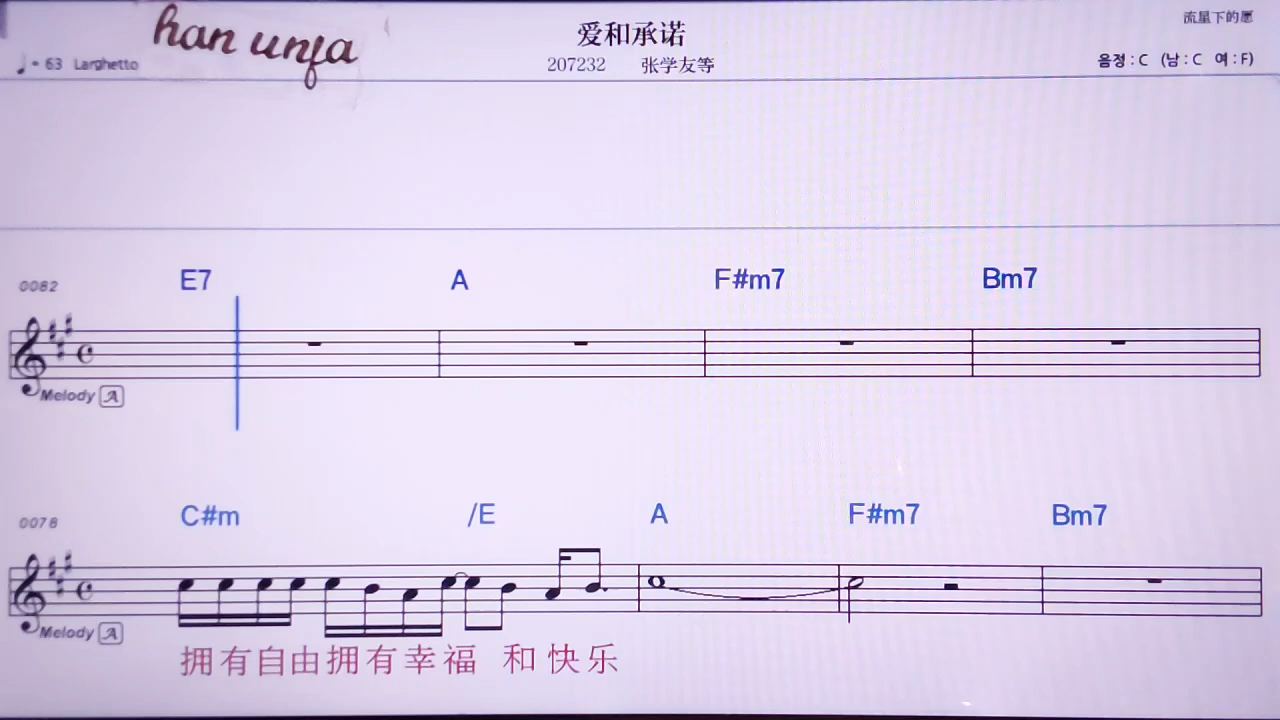 han unfa
爱和承诺
流星下的愿
♩= 63 Larghetto
207232 张学友等
음정 : C (남 : C 여 : F)
0082
E7 A F#m7 Bm7
Melody A
0078
C#m /E A F#m7 Bm7
Melody A
拥有自由拥有幸福 和快乐